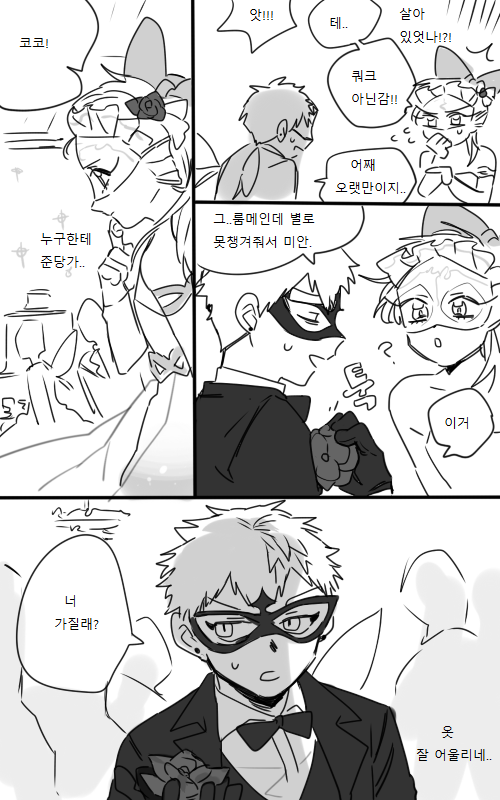 코코!
누구한테
준당가..
앗!!!
테..
살아
있엇나!?!
쿼크
아닌감!!
어째
오랫만이지..
그..룸메인데 별로
못챙겨줘서 미안.
?
툭
이거
너
가질래?
옷
잘 어울리네..